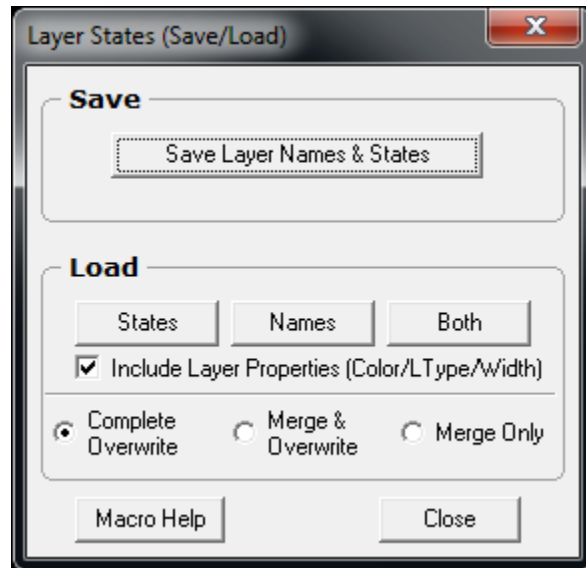 Layer States (Save/Load)
Save
Save Layer Names & States
Load
States Names Both
Include Layer Properties (Color/LType/Width)
Complete Overwrite
Merge & Overwrite
Merge Only
Macro Help Close